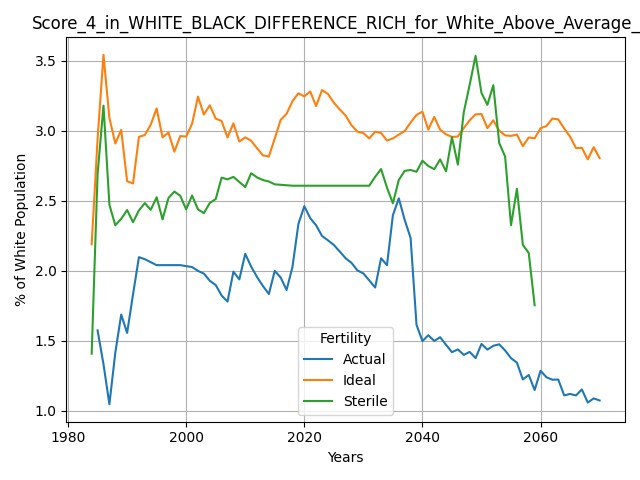 Score_4_in_WHITE_BLACK_DIFFERENCE_RICH_for_White_Above_Average_
3.5
3.0
2.5
2.0
1.5
1.0
% of White Population
Fertility
Actual
Ideal
Sterile
1980
2000
2020
2040
2060
Years